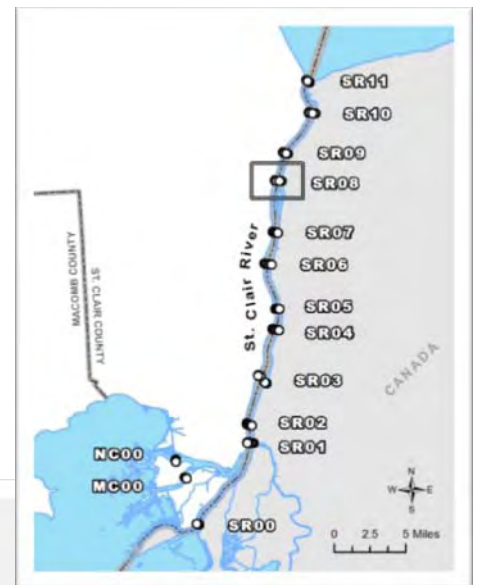 SR11
SR10
SR09
SR08
SR07
St. Clair River
SR06
MACOMB COUNTY
ST. CLAIR COUNTY
SR05
SR04
CANADA
SR03
SR02
SR01
NC00
MC00
N
W E
S
SR00
0 2.5 5 Miles